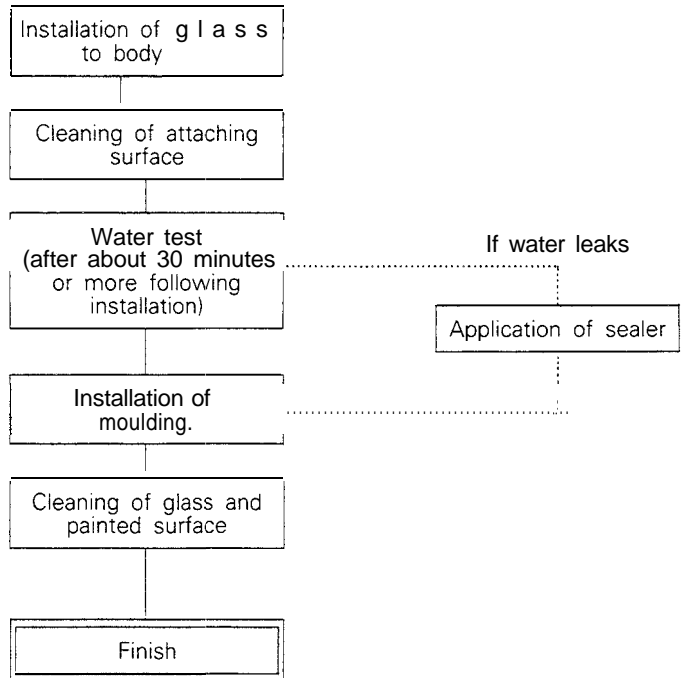 Installation of glass
to body
Cleaning of attaching
surface
Water test
(after about 30 minutes
or more following
installation)
If water leaks
Application of sealer
Installation of
moulding.
Cleaning of glass and
painted surface
Finish